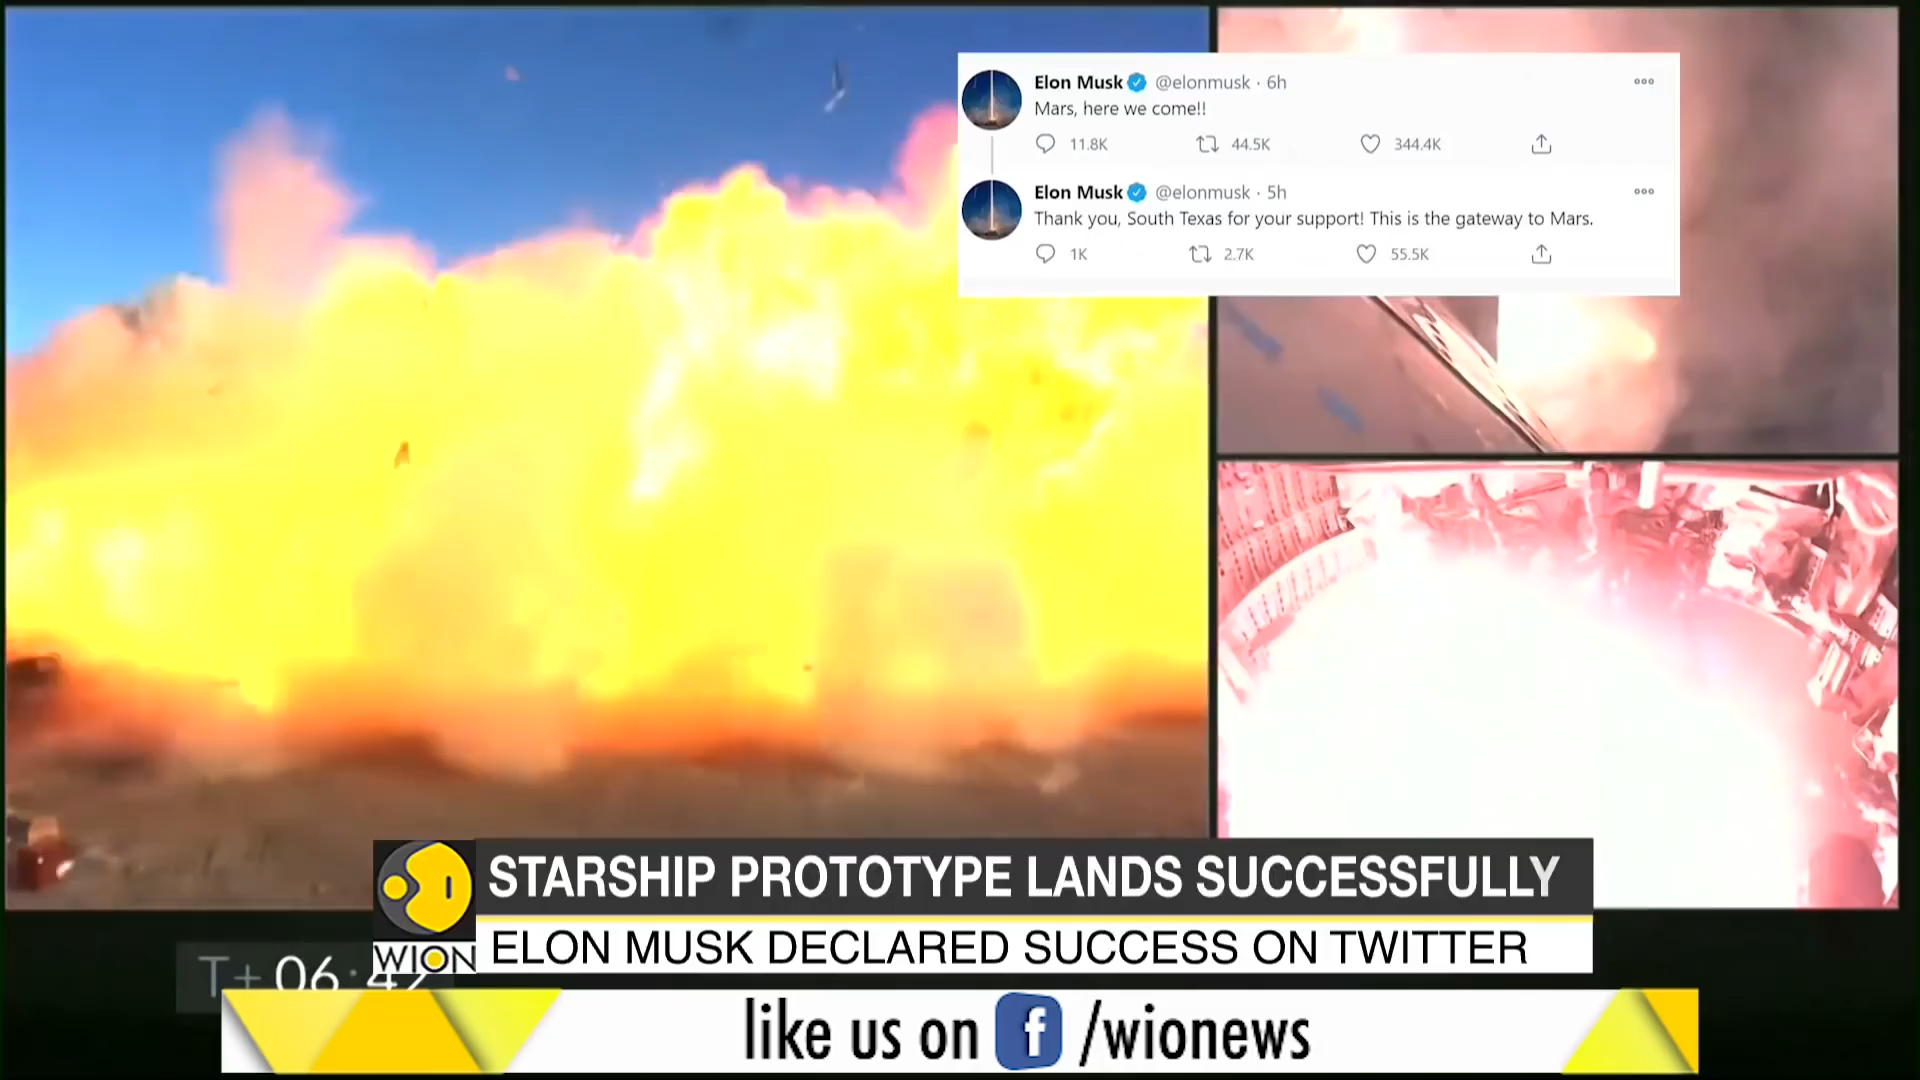 Elon Musk @elonmusk · 6h
Mars, here we come!!
11.8K 44.5K 344.4K
Elon Musk @elonmusk · 5h
Thank you, South Texas for your support! This is the gateway to Mars.
1K 2.7K 55.5K
STARSHIP PROTOTYPE LANDS SUCCESSFULLY
ELON MUSK DECLARED SUCCESS ON TWITTER
WION
T+ 06:42
like us on f /wionews